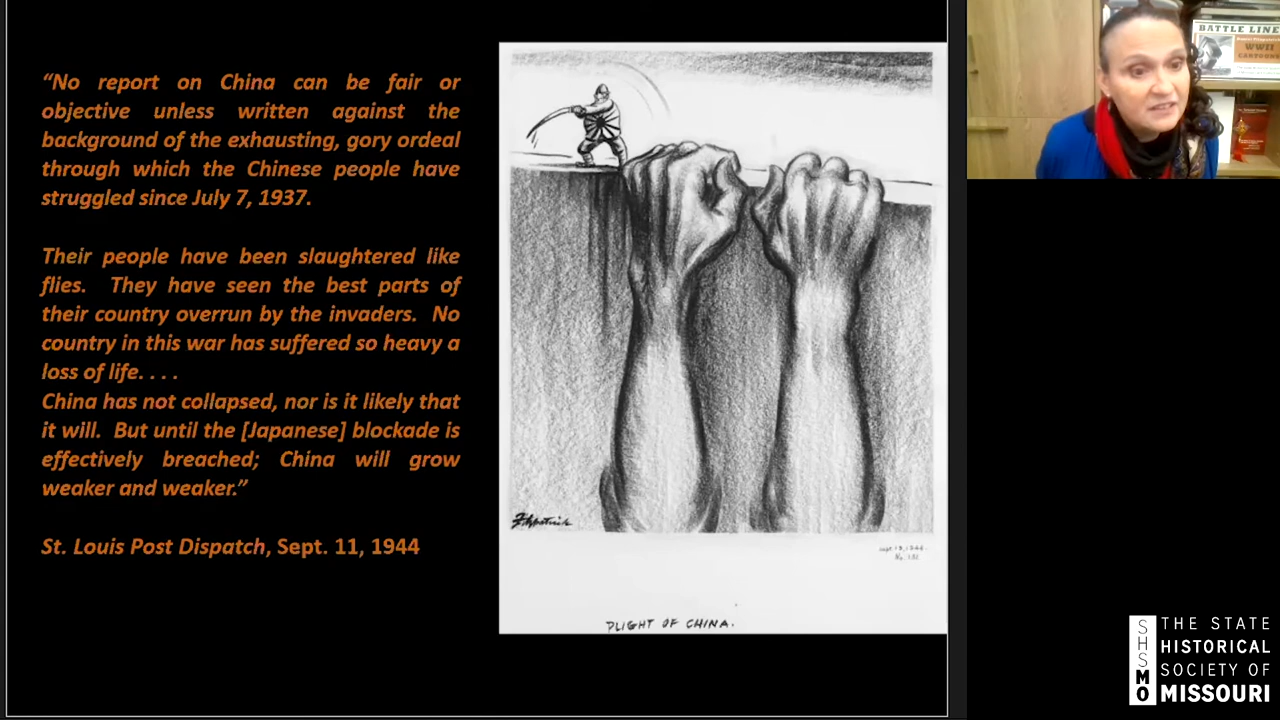 “No report on China can be fair or
objective unless written against the
background of the exhausting, gory ordeal
through which the Chinese people have
struggled since July 7, 1937.
Their people have been slaughtered like
flies. They have seen the best parts of
their country overrun by the invaders. No
country in this war has suffered so heavy a
loss of life. . . .
China has not collapsed, nor is it likely that
it will. But until the [Japanese] blockade is
effectively breached; China will grow
weaker and weaker.”
St. Louis Post Dispatch, Sept. 11, 1944
Fitzpatrick
PLIGHT OF CHINA.
BATTLE LINE
WWII
CARTOONS
SHSMO
THE STATE
HISTORICAL
SOCIETY OF
MISSOURI